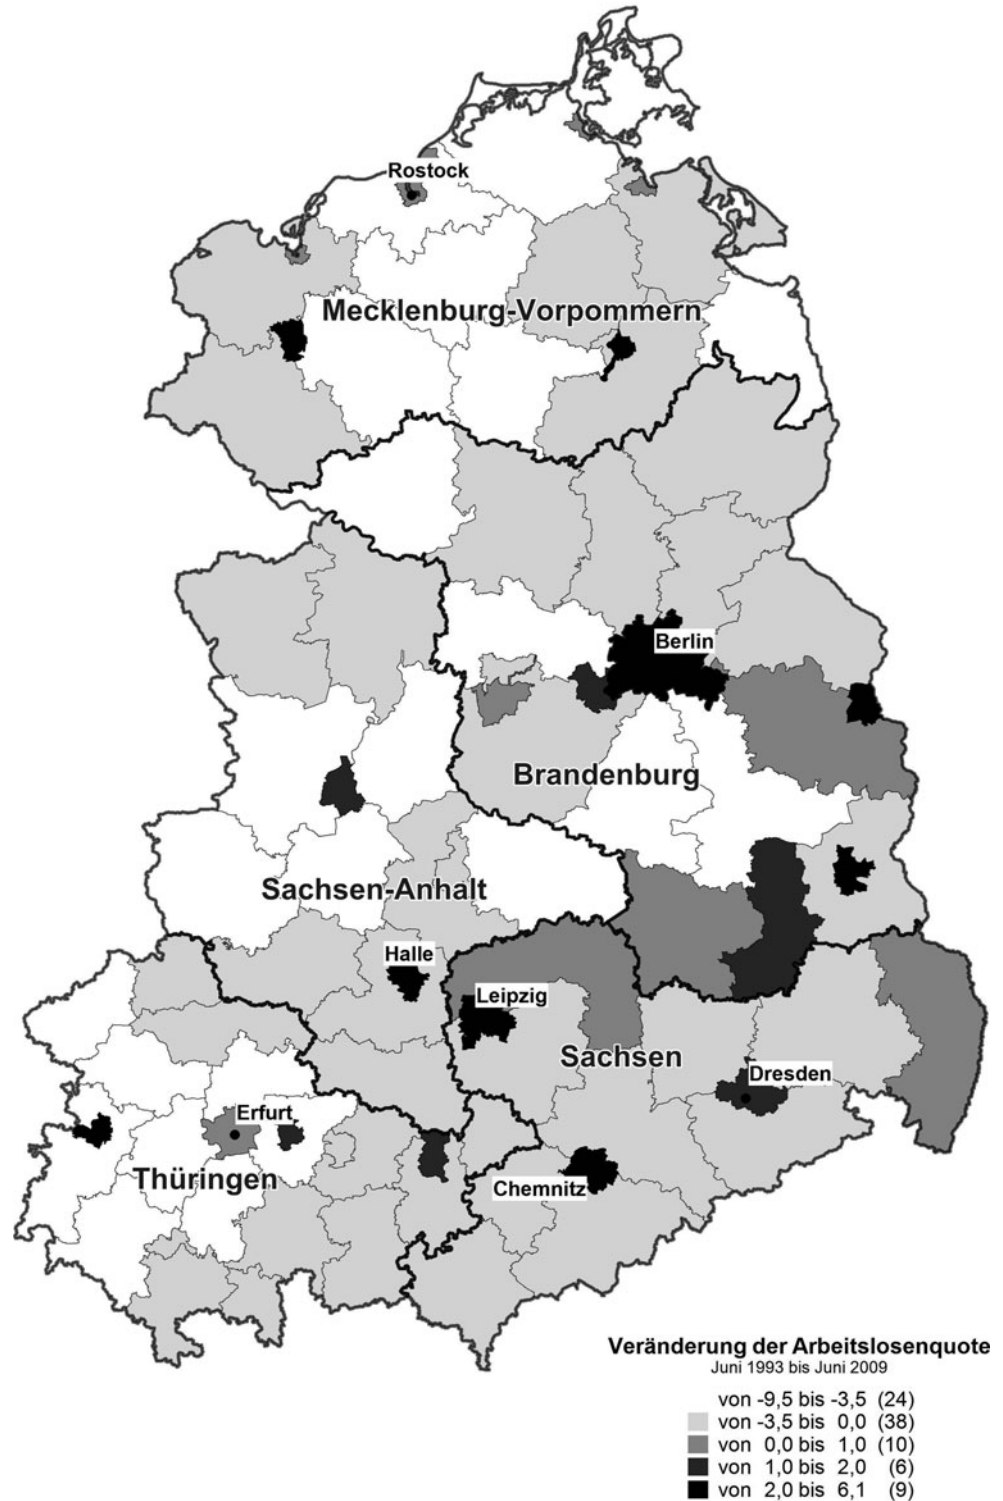 Rostock
Mecklenburg-Vorpommern
Berlin
Brandenburg
Sachsen-Anhalt
Halle
Leipzig
Sachsen
Dresden
Erfurt
Thüringen
Chemnitz
Veränderung der Arbeitslosenquote
Juni 1993 bis Juni 2009
von -9,5 bis -3,5 (24)
von -3,5 bis 0,0 (38)
von 0,0 bis 1,0 (10)
von 1,0 bis 2,0 (6)
von 2,0 bis 6,1 (9)